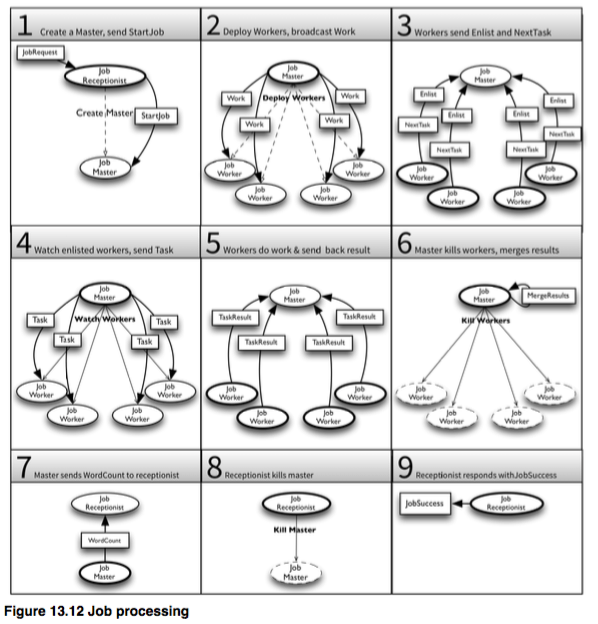 1 Create a Master, send StartJob
JobRequest
Job
Receptionist
Create Master
StartJob
Job
Master
2 Deploy Workers, broadcast Work
Job
Master
Work
Deploy Workers
Work
Work
Work
Job
Worker
Job
Worker
Job
Worker
Job
Worker
3 Workers send Enlist and NextTask
Job
Master
Enlist
Enlist
Enlist
Enlist
NextTask
NextTask
NextTask
NextTask
Job
Worker
Job
Worker
Job
Worker
Job
Worker
4 Watch enlisted workers, send Task
Job
Master
Task
Watch Workers
Task
Task
Task
Job
Worker
Job
Worker
Job
Worker
Job
Worker
5 Workers do work & send back result
Job
Master
TaskResult
TaskResult
TaskResult
TaskResult
Job
Worker
Job
Worker
Job
Worker
Job
Worker
6 Master kills workers, merges results
Job
Master
MergeResults
Kill Workers
Job
Worker
Job
Worker
Job
Worker
Job
Worker
7 Master sends WordCount to receptionist
Job
Receptionist
WordCount
Job
Master
8 Receptionist kills master
Job
Receptionist
Kill Master
Job
Master
9 Receptionist responds withJobSuccess
JobSuccess
Job
Receptionist
Figure 13.12 Job processing